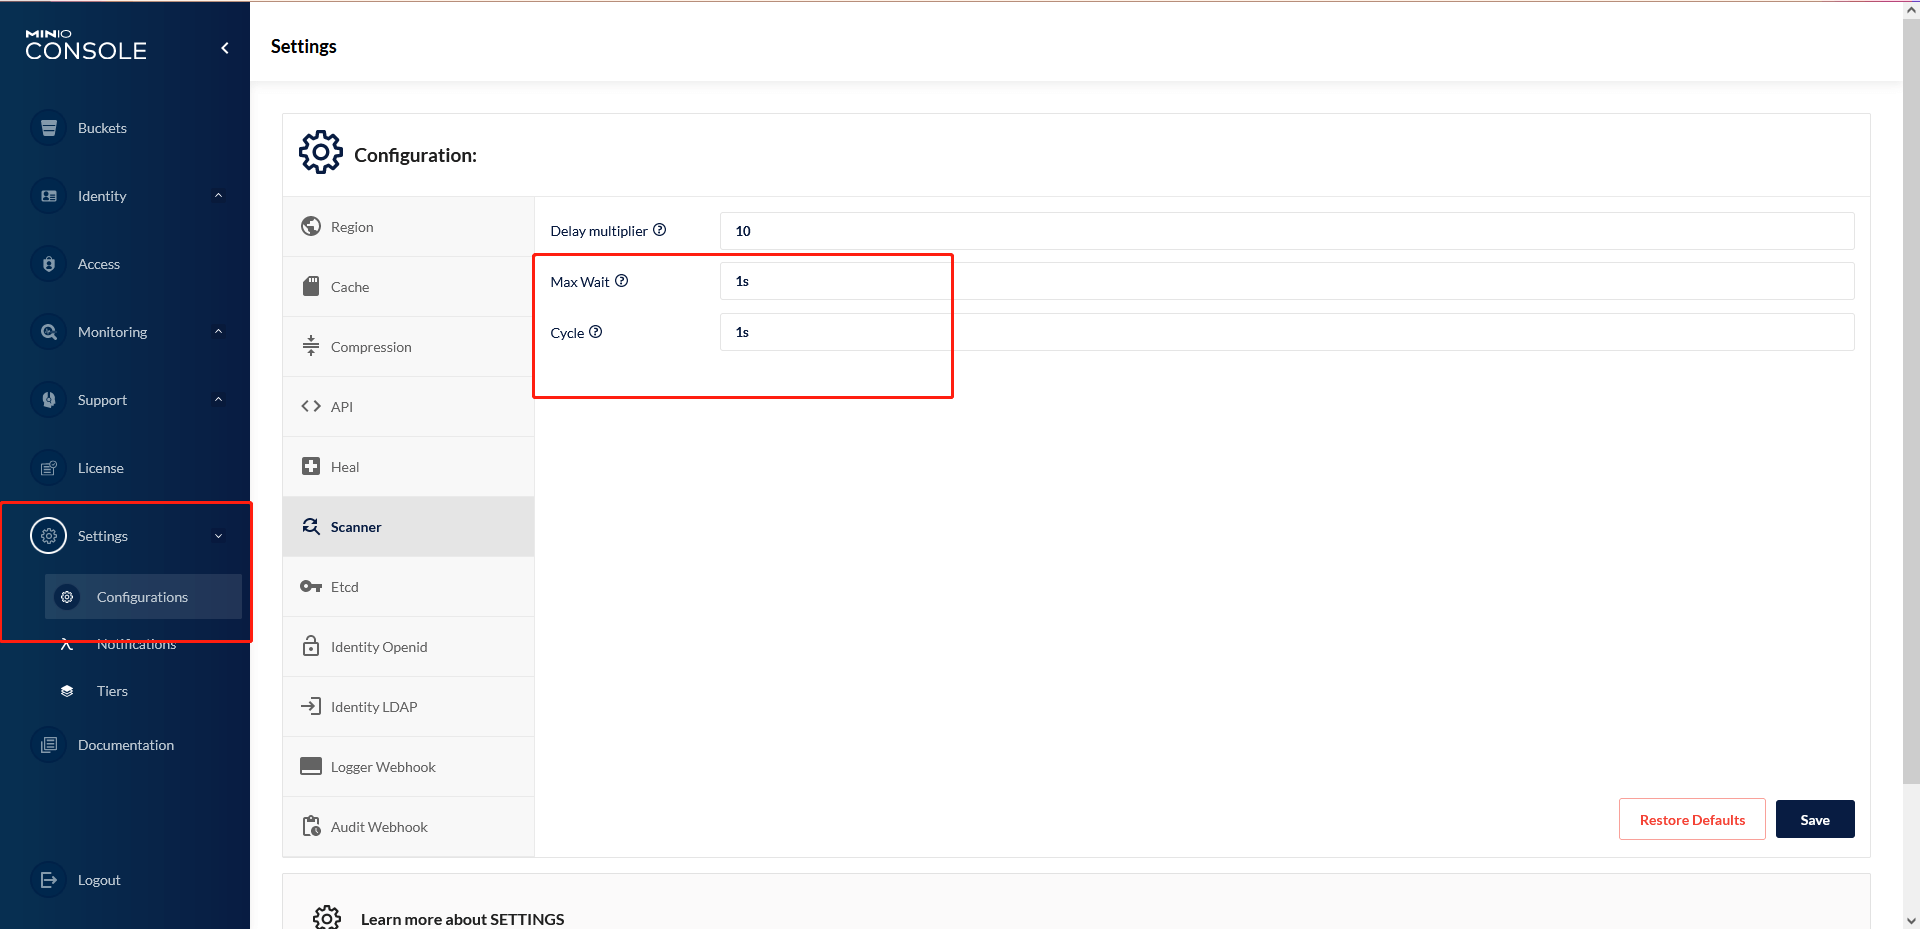 MINIO
CONSOLE
Buckets
Identity
Access
Monitoring
Support
License
Settings
Configurations
Notifications
Tiers
Documentation
Logout
Settings
Configuration:
Region
Cache
Compression
API
Heal
Scanner
Etcd
Identity Openid
Identity LDAP
Logger Webhook
Audit Webhook
Delay multiplier 10
Max Wait 1s
Cycle 1s
Restore Defaults Save
Learn more about SETTINGS